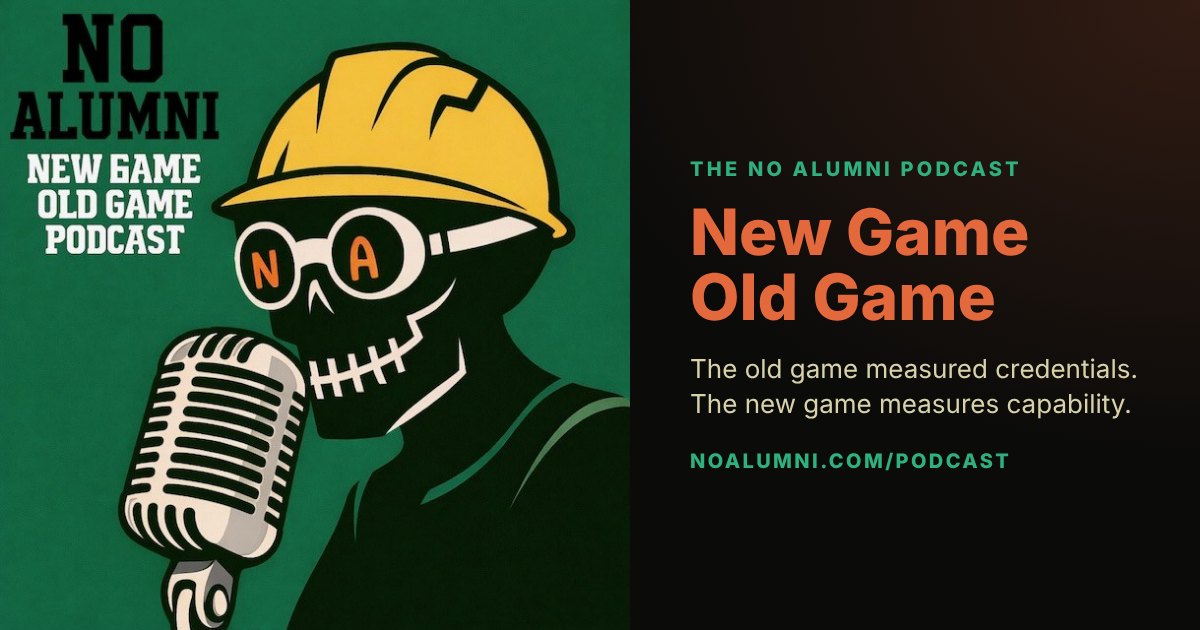 NO
ALUMNI
NEW GAME
OLD GAME
PODCAST
N A
THE NO ALUMNI PODCAST
New Game
Old Game
The old game measured credentials.
The new game measures capability.
NOALUMNI.COM/PODCAST